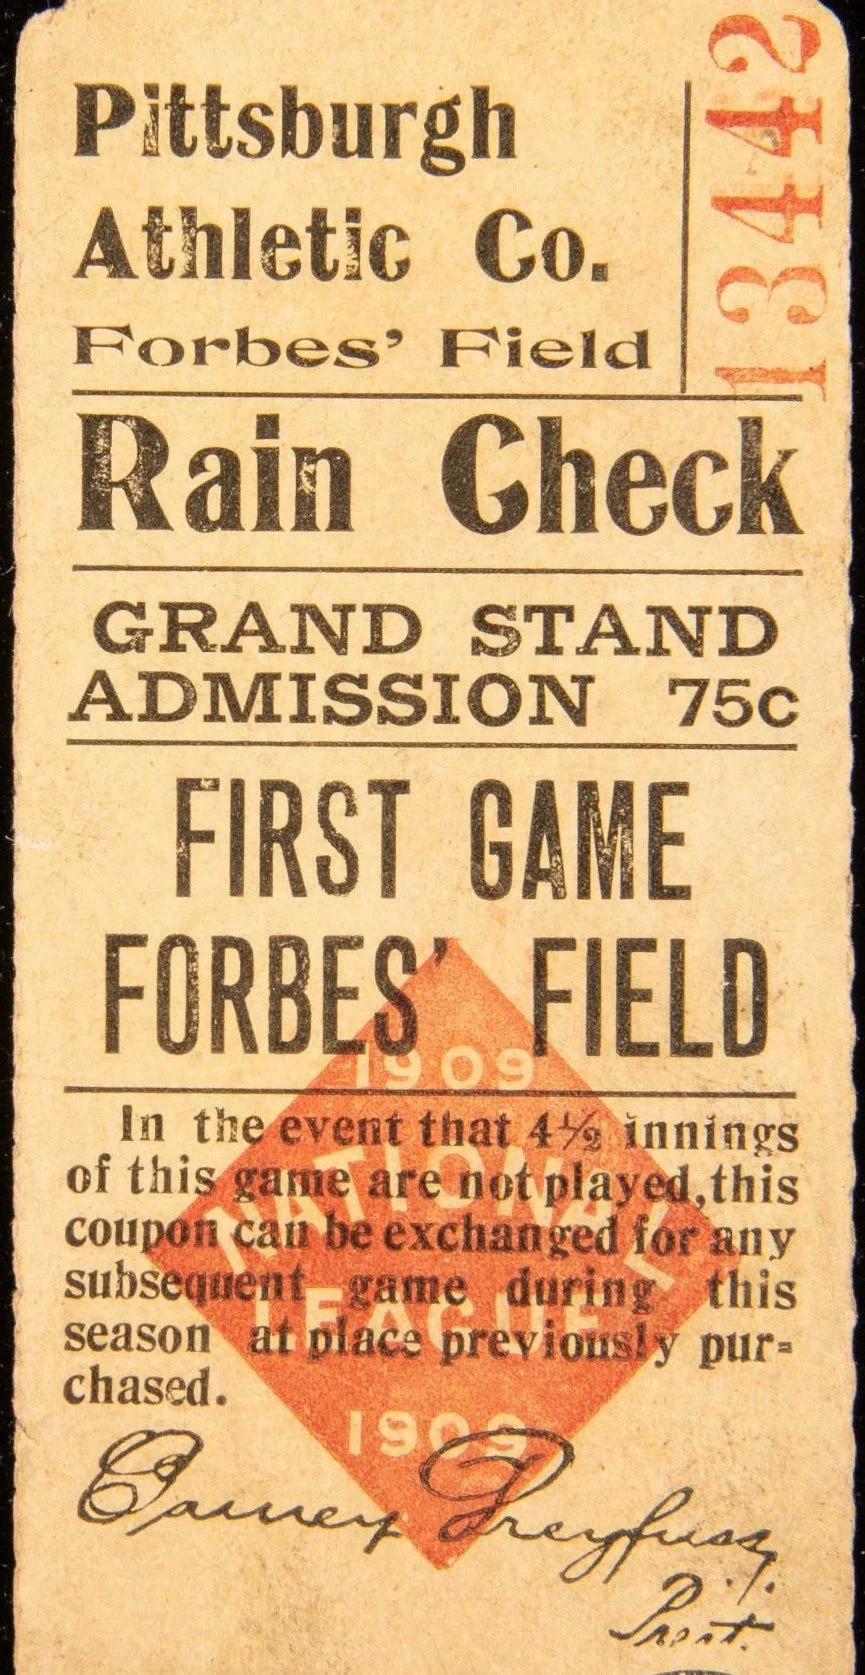 Pittsburgh
Athletic Co.
Forbes' Field
13442
Rain Check
GRAND STAND
ADMISSION 75c
FIRST GAME
FORBES' FIELD
1909
NATIONAL
LEAGUE
1909
In the event that 4½ innings
of this game are not played, this
coupon can be exchanged for any
subsequent game during this
season at place previously pur-
chased.
Barney Dreyfuss
Prest.